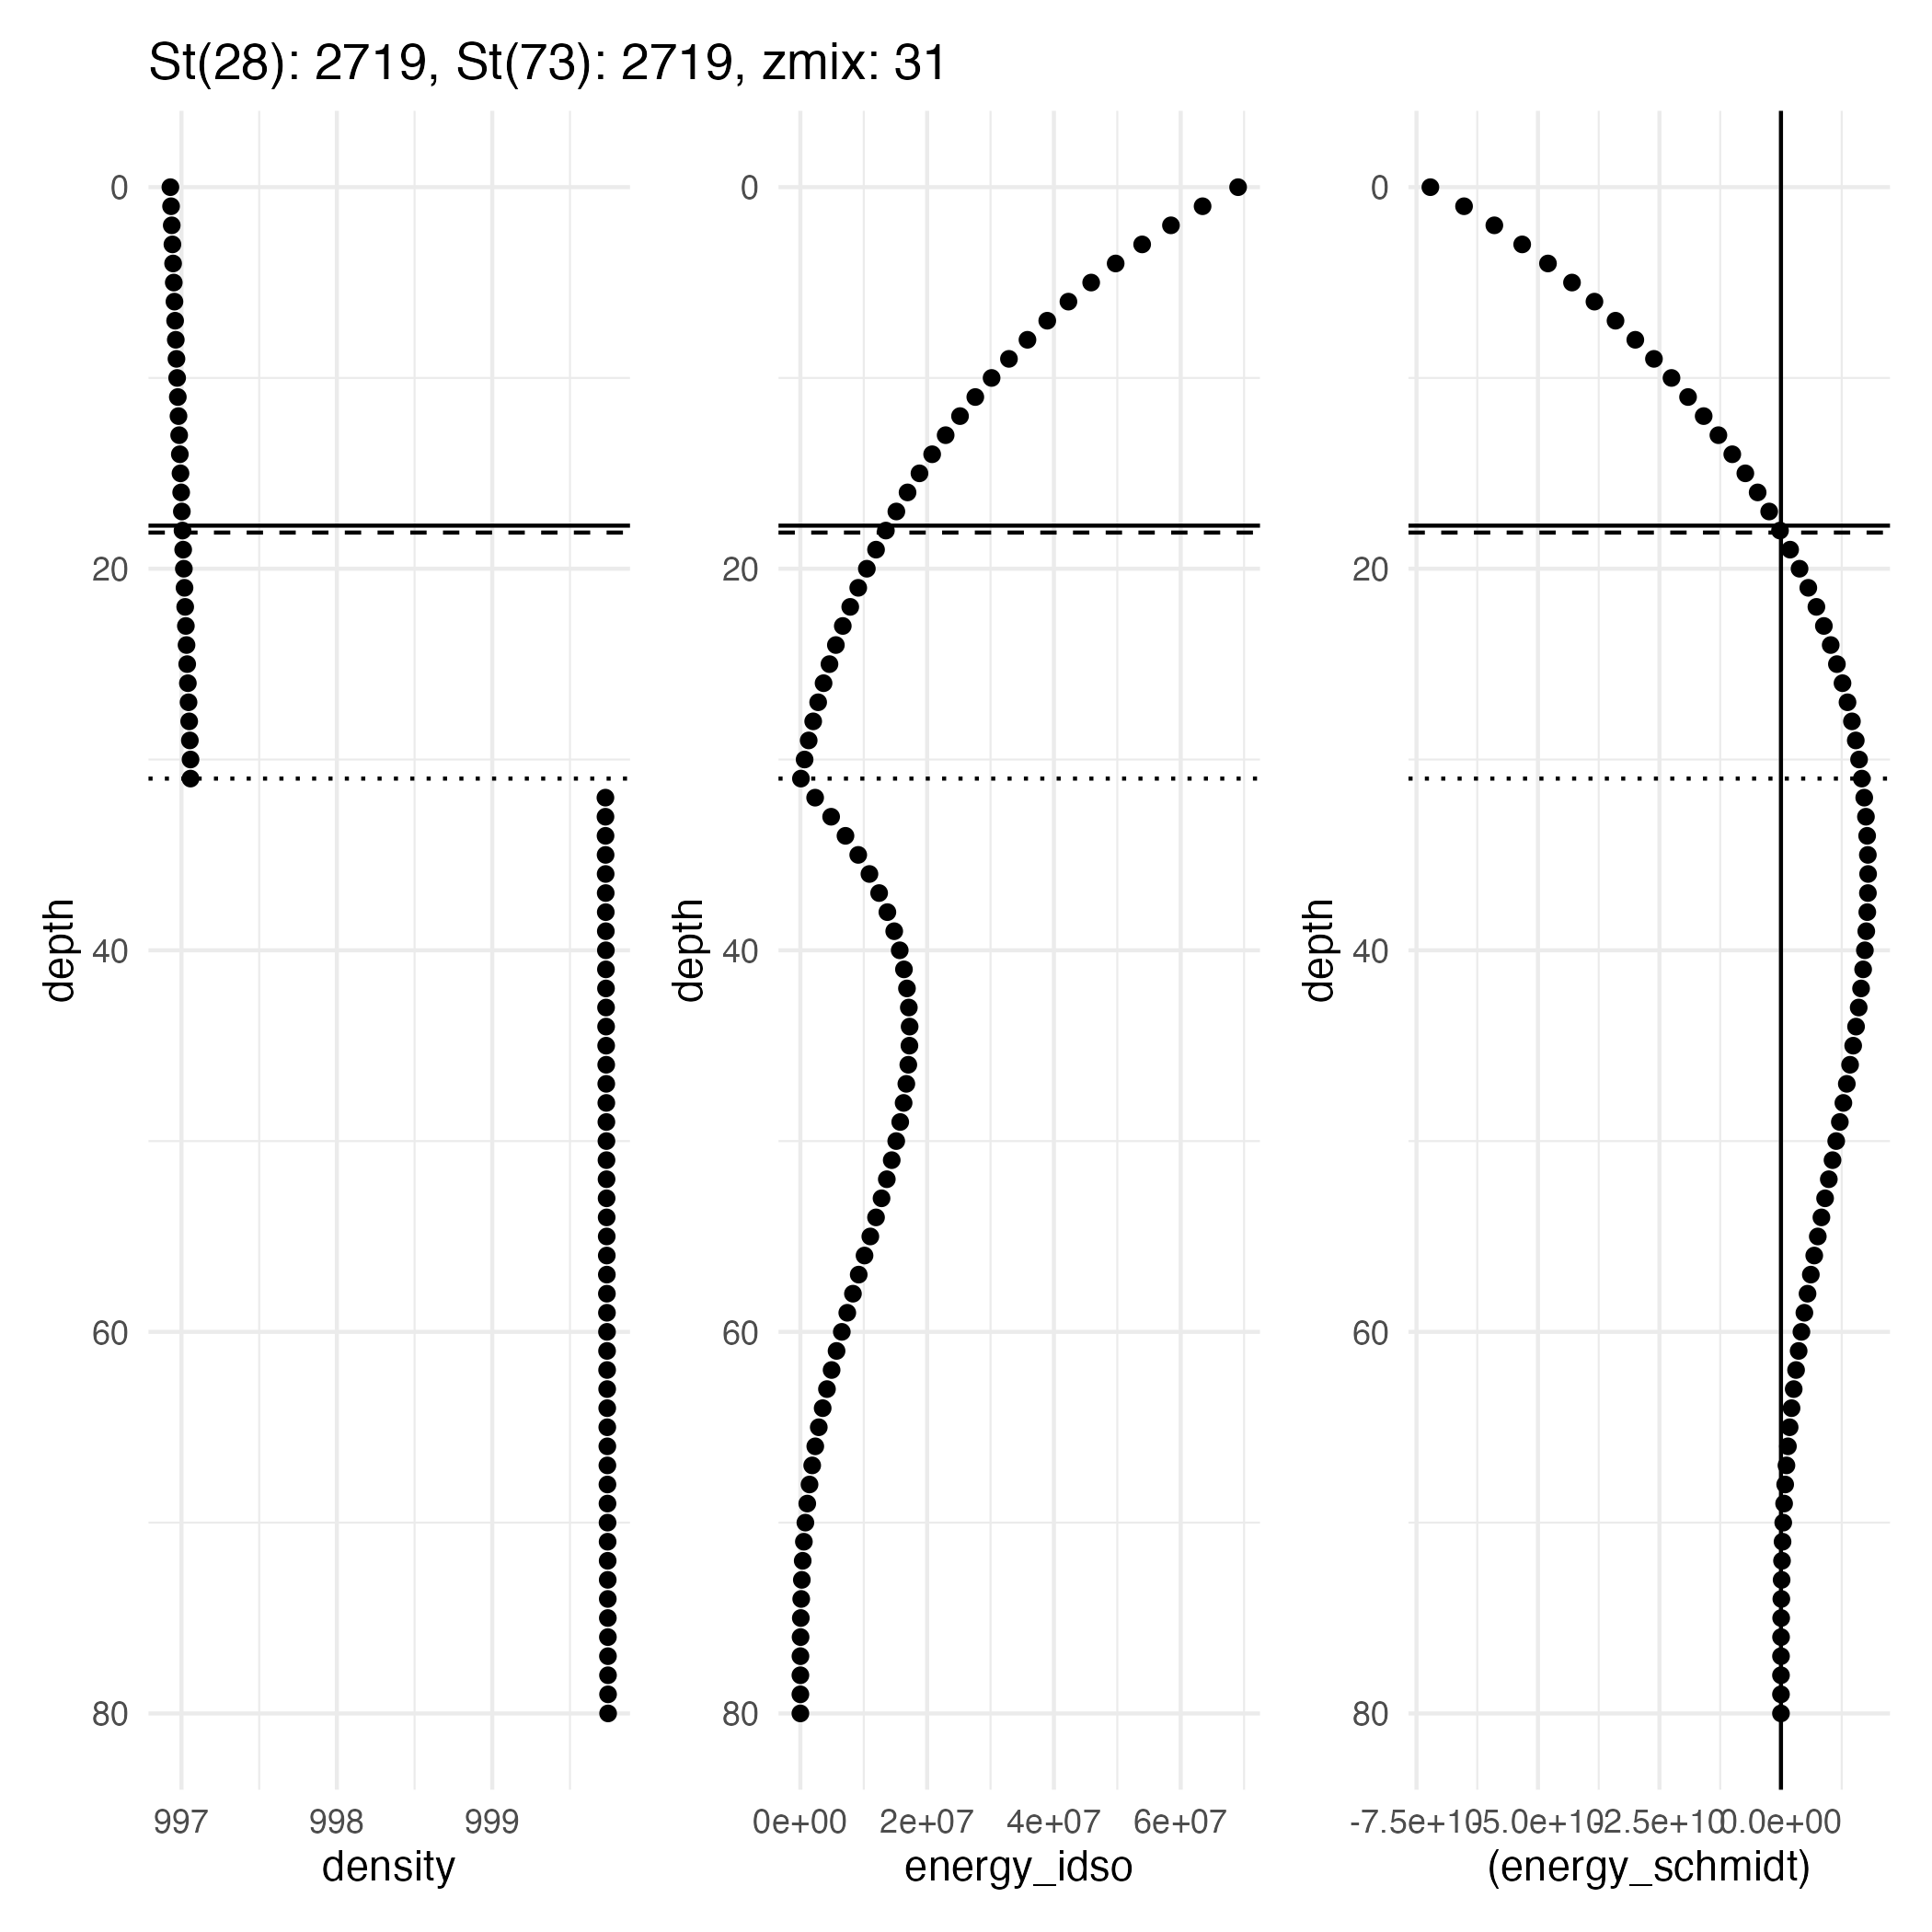 St(28): 2719, St(73): 2719, zmix: 31
0
20
40
60
80
depth
997
998
999
density
0
20
40
60
80
depth
0e+00
2e+07
4e+07
6e+07
energy_idso
0
20
40
60
80
depth
-7.5e+10
-5.0e+10
-2.5e+10
0.0e+00
(energy_schmidt)